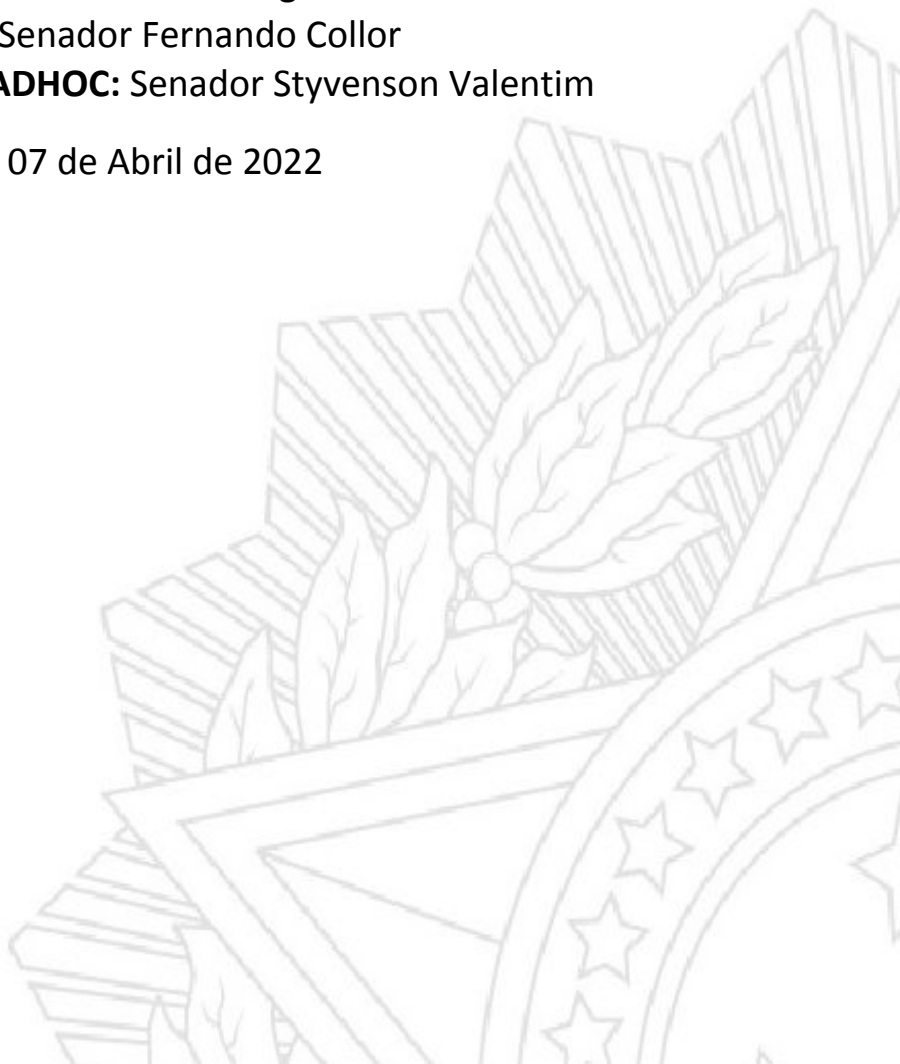 Senador Fernando Collor
ADHOC: Senador Styvenson Valentim
07 de Abril de 2022